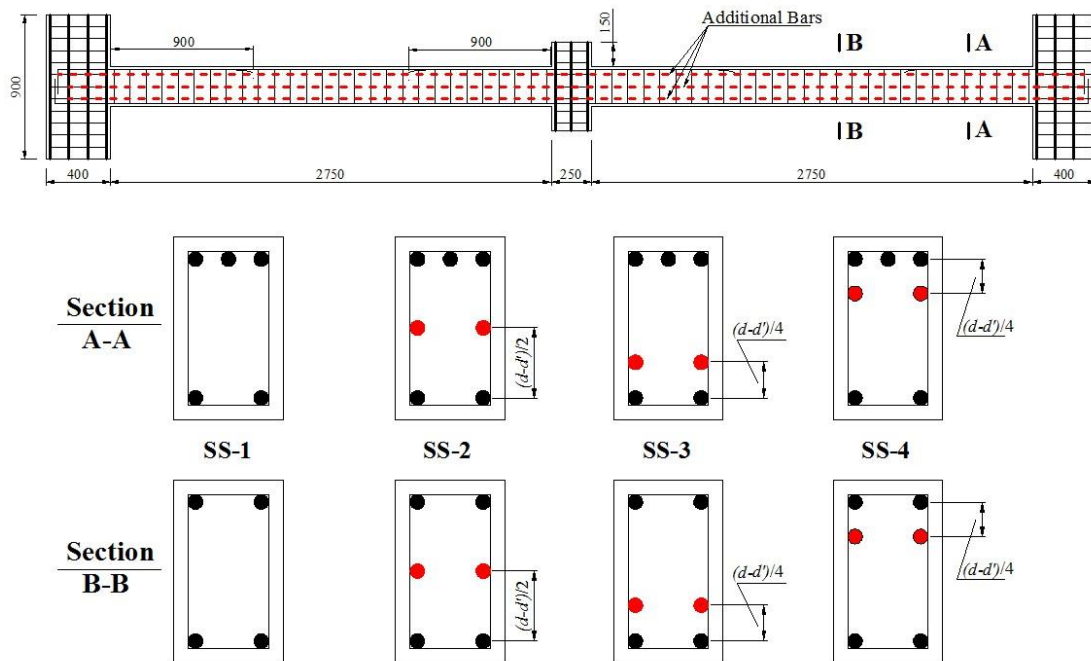 Additional Bars
150
900
900
B
A
900
B
A
400
2750
250
2750
400
Section
A-A
(d-d')/2
(d-d')/4
(d-d')/4
SS-1
SS-2
SS-3
SS-4
Section
B-B
(d-d')/2
(d-d')/4
(d-d')/4